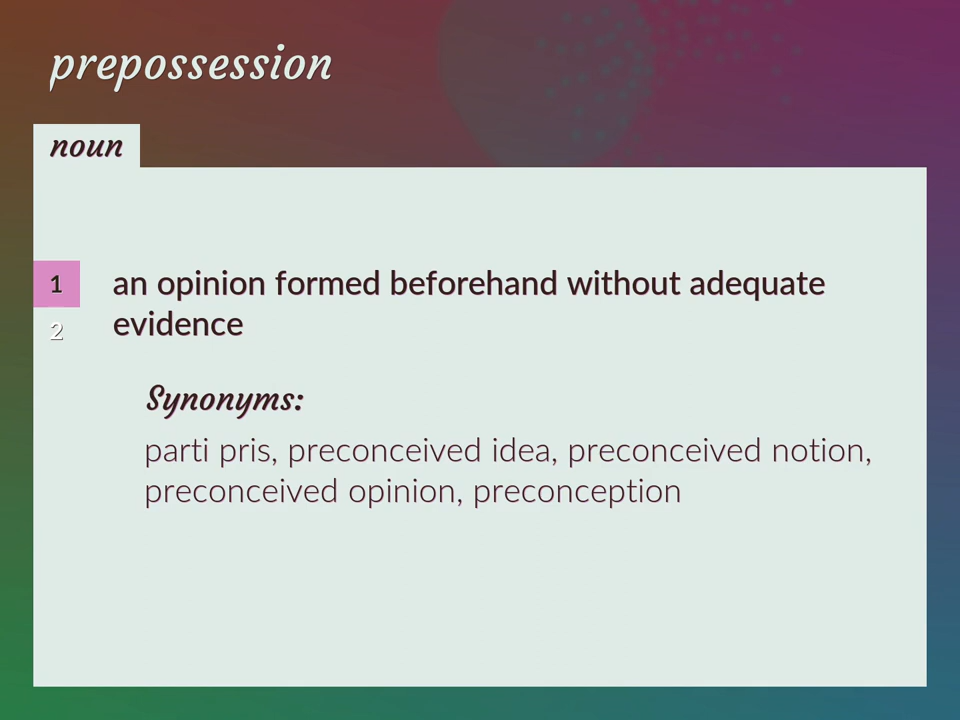 prepossession
noun
1
an opinion formed beforehand without adequate
evidence
2
Synonyms:
parti pris, preconceived idea, preconceived notion,
preconceived opinion, preconception